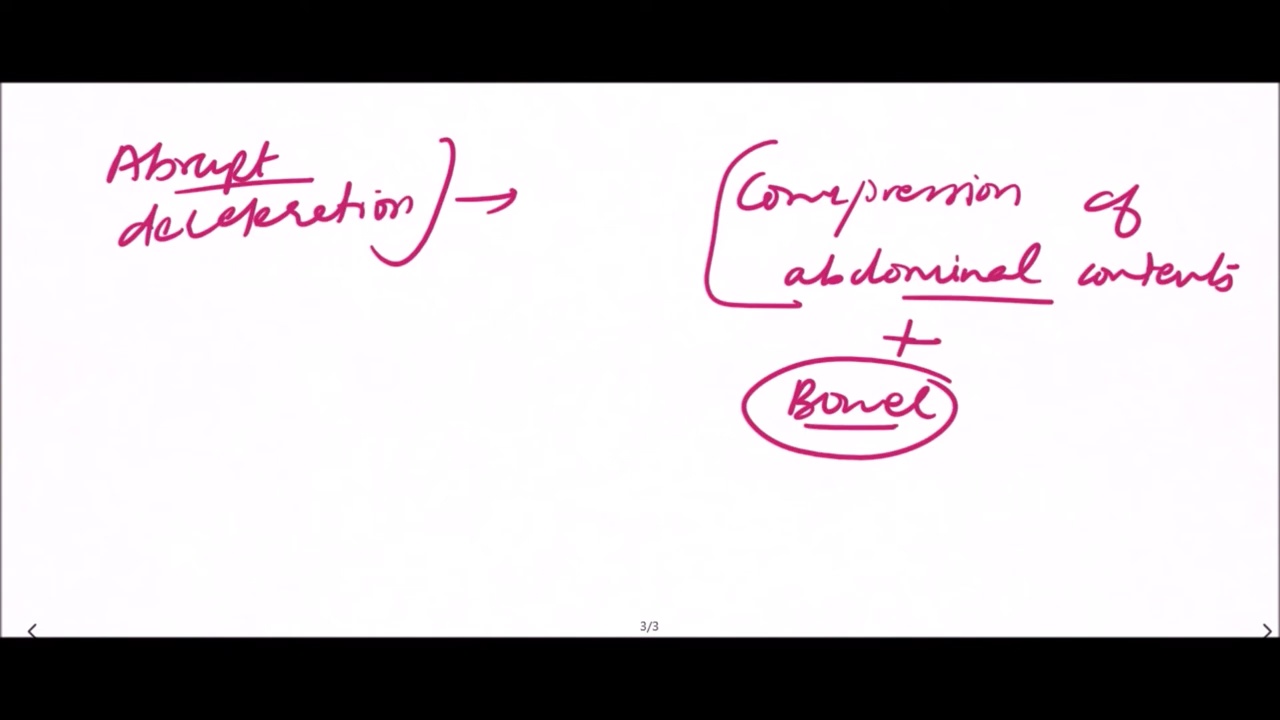 Abrupt
deceleration →
Compression of
abdominal contents
+
Bowel
3/3